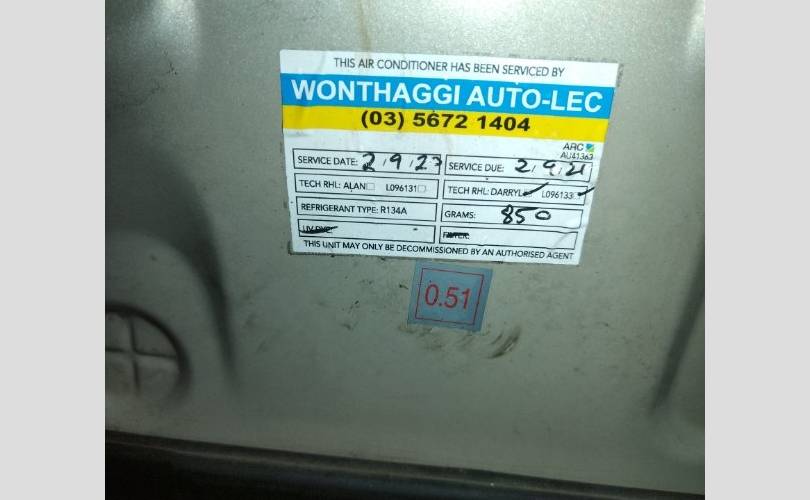 THIS AIR CONDITIONER HAS BEEN SERVICED BY
WONTHAGGI AUTO-LEC
(03) 5672 1404
ARC
AU41363
SERVICE DATE: 2/9/23 SERVICE DUE: 2/9/
TECH RHL: ALAN L096131 TECH RHL: DARRYL L096133
REFRIGERANT TYPE: R134A GRAMS: 850
THIS UNIT MAY ONLY BE DECOMMISSIONED BY AN AUTHORISED AGENT
0.51